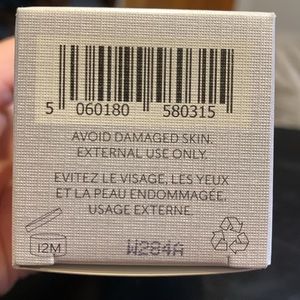 5 060180 580315
AVOID DAMAGED SKIN.
EXTERNAL USE ONLY.
EVITEZ LE VISAGE, LES YEUX
ET LA PEAU ENDOMMAGÉE.
USAGE EXTERNE.
12M
W284A